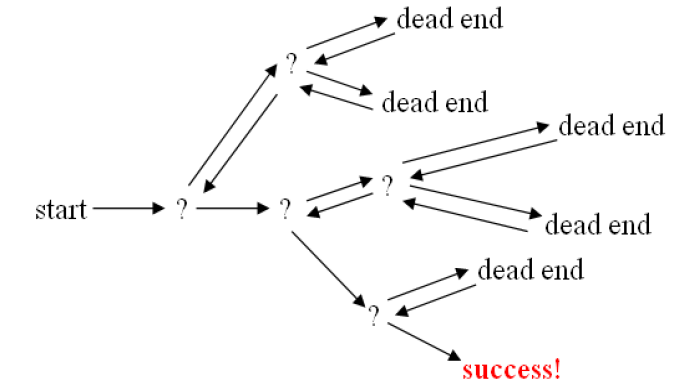 dead end
?
dead end
dead end
?
start
?
?
dead end
dead end
?
success!